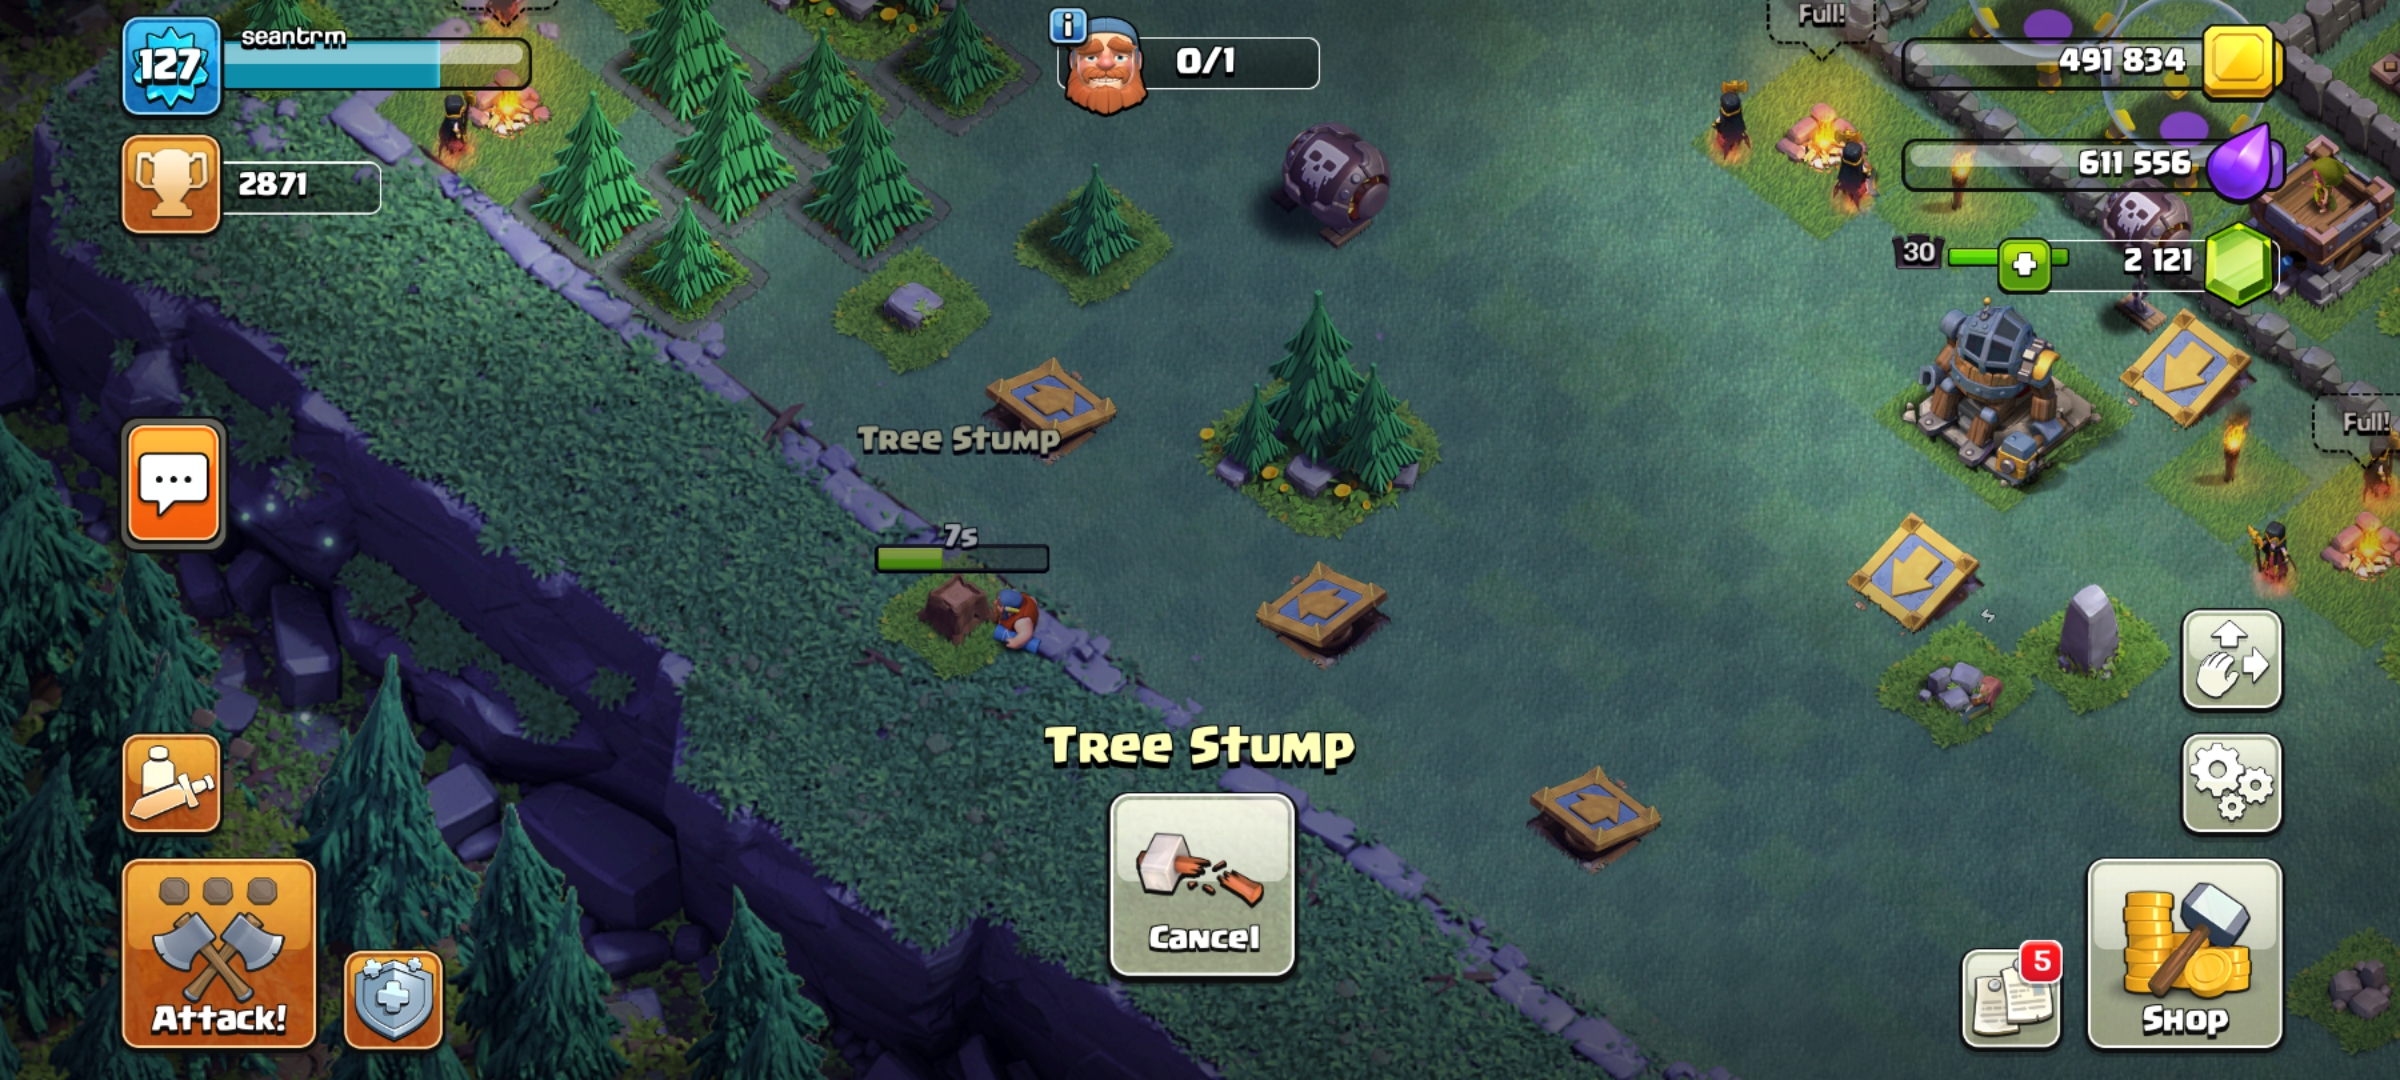 Full!
127
seantrm
i
0/1
491 834
2871
611 556
30
2 121
Tree Stump
Full!
7s
Tree Stump
Cancel
5
Attack!
Shop